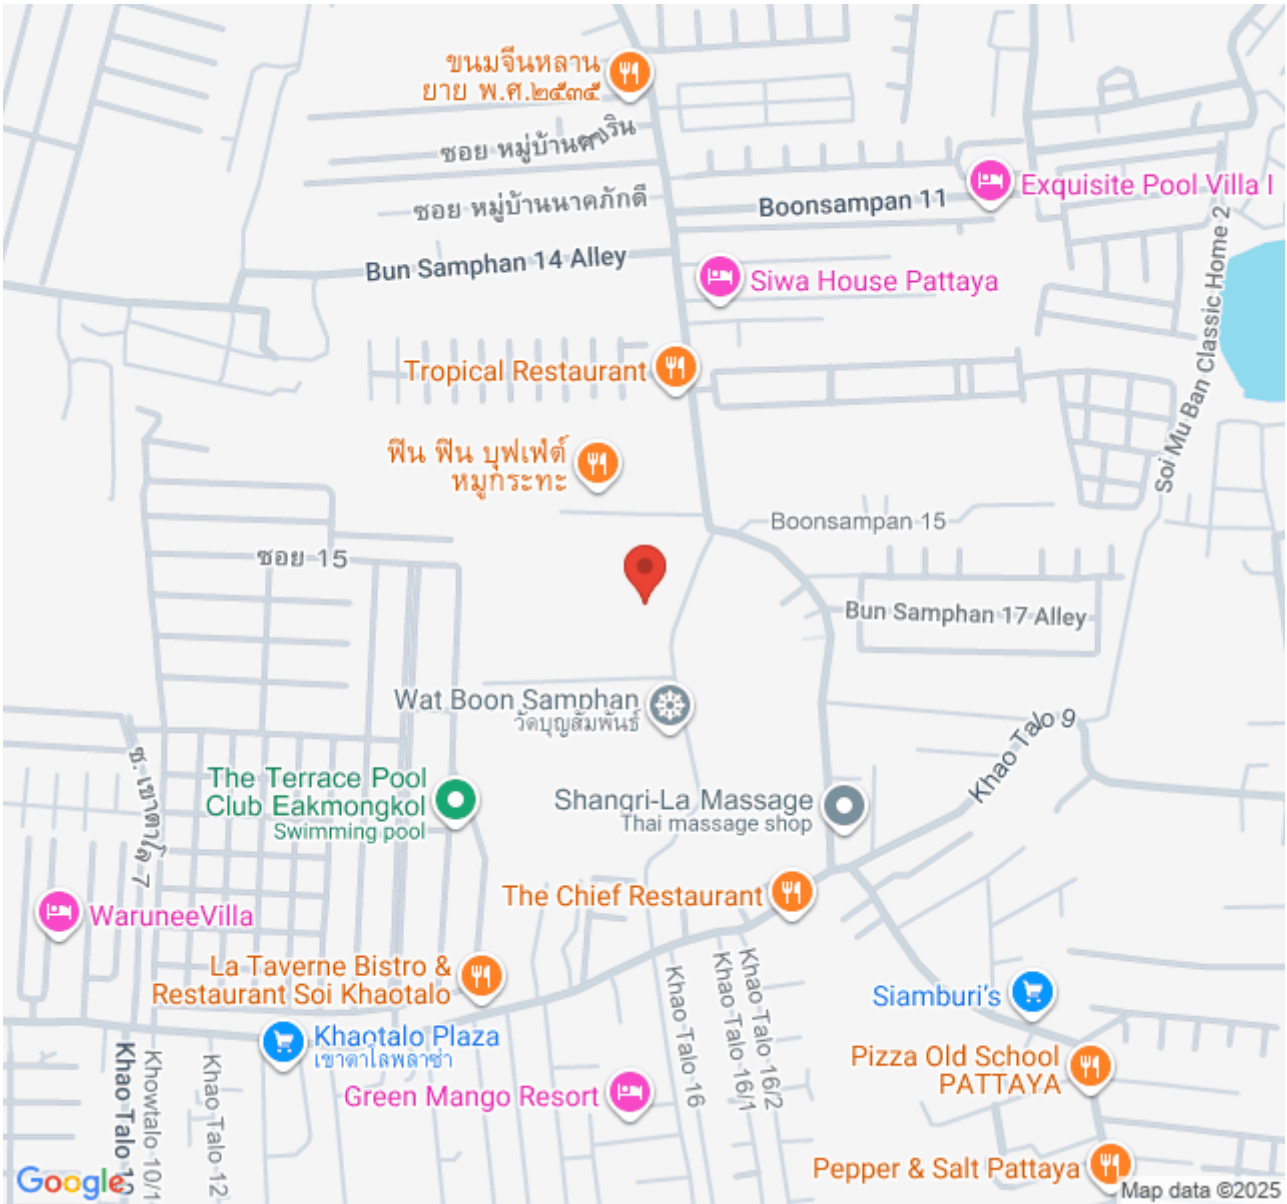 ขนมจีนหลาน
ยาย พ.ศ.๒๕๓๕
ซอย หมู่บ้านศารริน
ซอย หมู่บ้านนาคภักดี
Boonsampan 11
Exquisite Pool Villa I
Bun Samphan 14 Alley
Siwa House Pattaya
Soi Mu Ban Classic Home 2
Tropical Restaurant
ฟิน ฟิน บุฟเฟ่ต์
หมูกระทะ
Boonsampan 15
ซอย 15
Bun Samphan 17 Alley
Wat Boon Samphan
วัดบุญสัมพันธ์
Khao Talo 9
ซ. เขาตาโล 7
The Terrace Pool
Club Eakmongkol
Swimming pool
Shangri-La Massage
Thai massage shop
The Chief Restaurant
WaruneeVilla
La Taverne Bistro &
Restaurant Soi Khaotalo
Siamburi's
Khaotalo Plaza
เขาตาโลพลาซ่า
Khao Talo 16
Khao Talo 16/1
Khao Talo 16/2
Pizza Old School
PATTAYA
Green Mango Resort
Khao Talo 10
Khowtalo 10/1
Khao Talo 12
Pepper & Salt Pattaya
Google
Map data ©2025